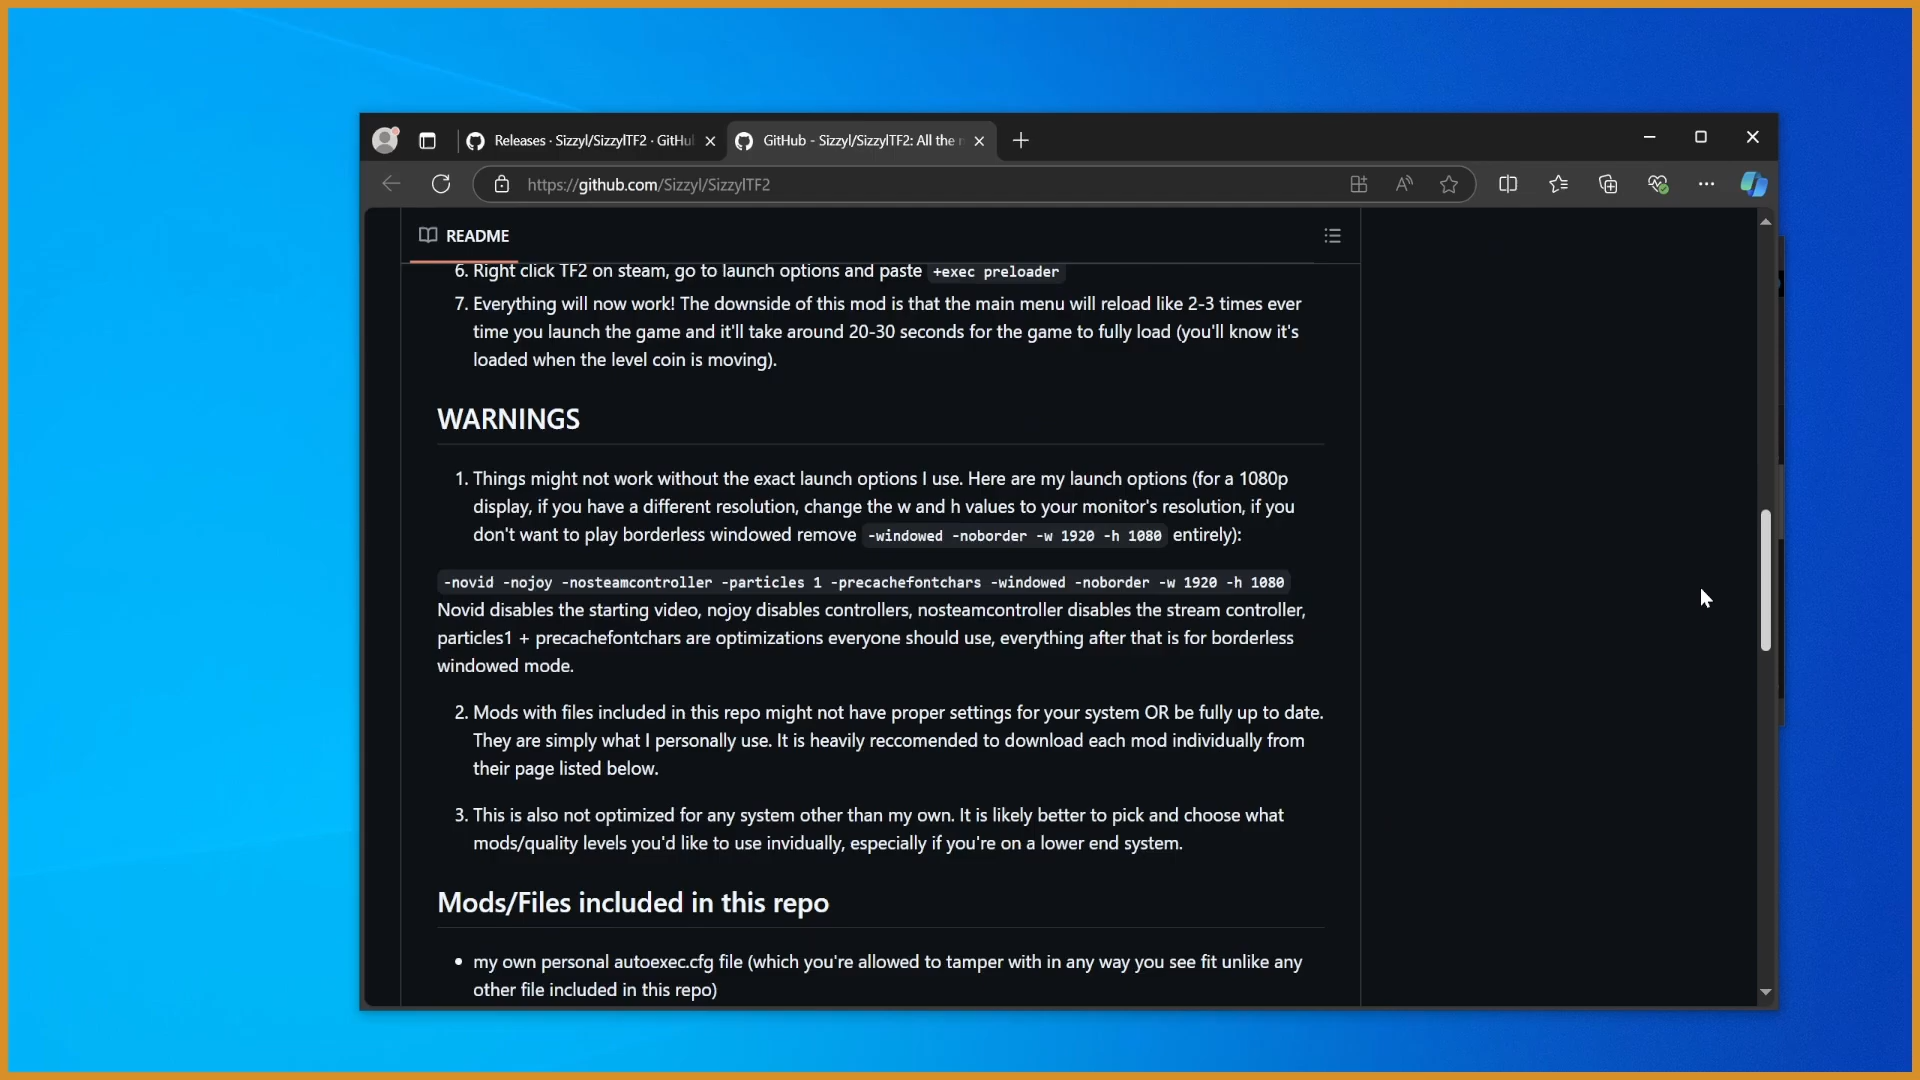 Releases · Sizzyl/SizzylTF2 · GitHu
GitHub - Sizzyl/SizzylTF2: All the
https://github.com/Sizzyl/SizzylTF2
README
6. Right click TF2 on steam, go to launch options and paste +exec preloader
7. Everything will now work! The downside of this mod is that the main menu will reload like 2-3 times ever
time you launch the game and it'll take around 20-30 seconds for the game to fully load (you'll know it's
loaded when the level coin is moving).
WARNINGS
1. Things might not work without the exact launch options I use. Here are my launch options (for a 1080p
display, if you have a different resolution, change the w and h values to your monitor's resolution, if you
don't want to play borderless windowed remove -windowed -noborder -w 1920 -h 1080 entirely):
-novid -nojoy -nosteamcontroller -particles 1 -precachefontchars -windowed -noborder -w 1920 -h 1080
Novid disables the starting video, nojoy disables controllers, nosteamcontroller disables the stream controller,
particles1 + precachefontchars are optimizations everyone should use, everything after that is for borderless
windowed mode.
2. Mods with files included in this repo might not have proper settings for your system OR be fully up to date.
They are simply what I personally use. It is heavily reccomended to download each mod individually from
their page listed below.
3. This is also not optimized for any system other than my own. It is likely better to pick and choose what
mods/quality levels you'd like to use invidually, especially if you're on a lower end system.
Mods/Files included in this repo
• my own personal autoexec.cfg file (which you're allowed to tamper with in any way you see fit unlike any
other file included in this repo)